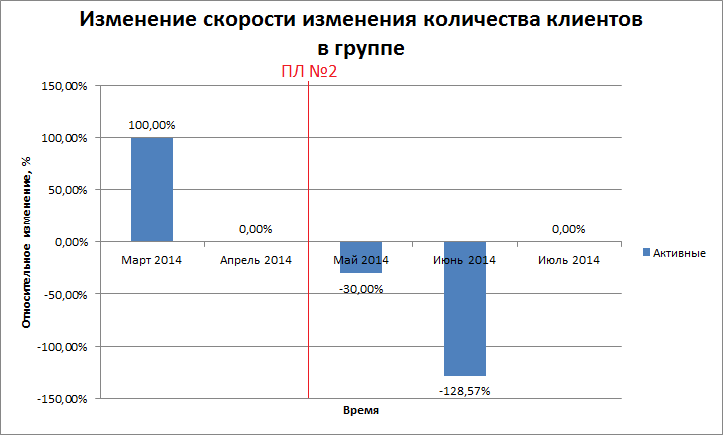 Изменение скорости изменения количества клиентов
в группе
ПЛ №2
150,00%
100,00%
50,00%
0,00%
-50,00%
-100,00%
-150,00%
Относительное изменение, %
100,00%
0,00%
-30,00%
-128,57%
0,00%
Март 2014
Апрель 2014
Май 2014
Июнь 2014
Июль 2014
Время
Активные